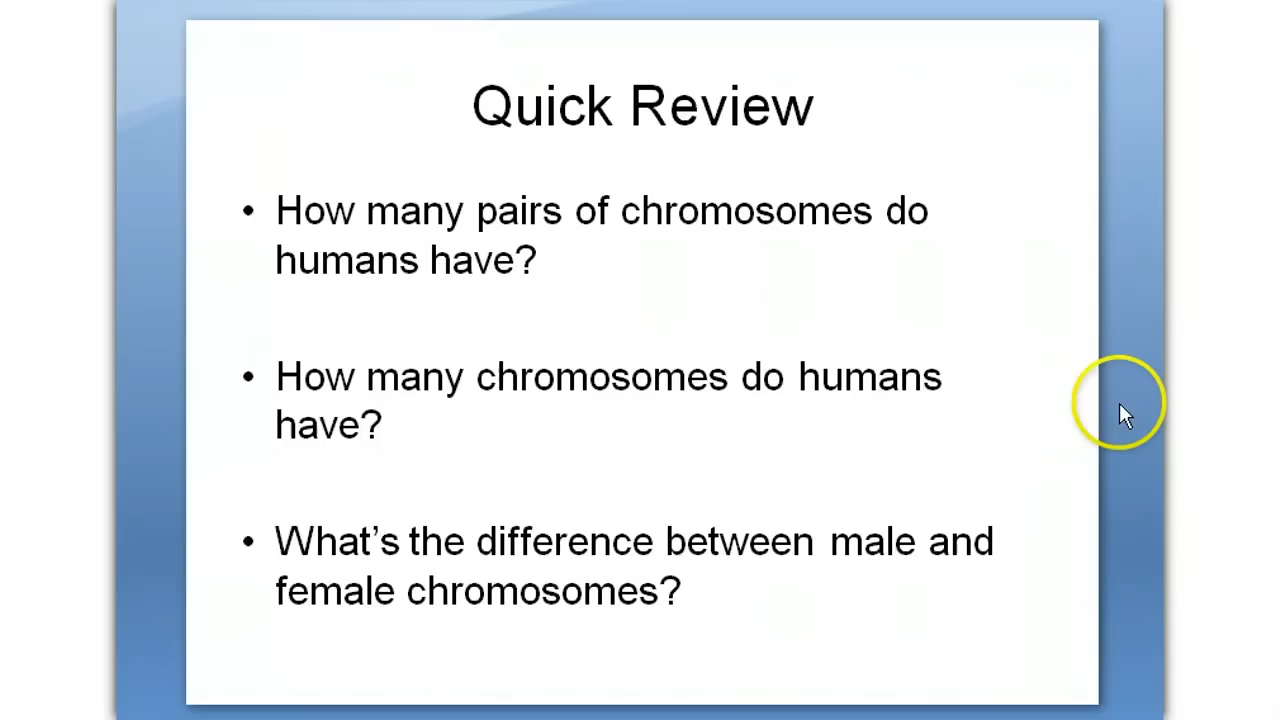 Quick Review
• How many pairs of chromosomes do
humans have?
• How many chromosomes do humans
have?
• What’s the difference between male and
female chromosomes?